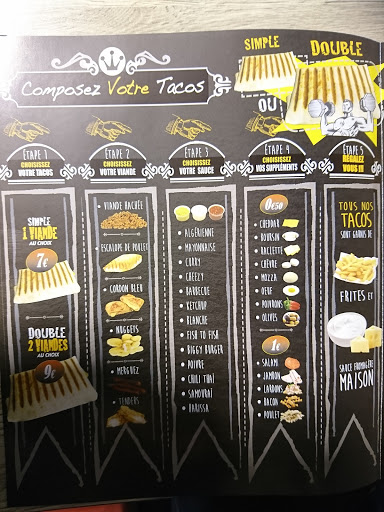 Composez Votre Tacos
SIMPLE
OU
DOUBLE
ÉTAPE 1
CHOISISSEZ
VOTRE TACOS
SIMPLE
1 VIANDE
AU CHOIX
7€
DOUBLE
2 VIANDES
AU CHOIX
9€
ÉTAPE 2
CHOISISSEZ
VOTRE VIANDE
• VIANDE HACHÉE
• ESCALOPE DE POULET
• CORDON BLEU
• NUGGETS
• MERGUEZ
• TENDERS
ÉTAPE 3
CHOISISSEZ
VOTRE SAUCE
• ALGÉRIENNE
• MAYONNAISE
• CURRY
• CHEEZY
• BARBECUE
• KETCHUP
• BLANCHE
• FISH TO FISH
• BIGGY BURGER
• POIVRE
• CHILI THAÏ
• SAMOURAÏ
• HARISSA
ÉTAPE 4
CHOISISSEZ
VOS SUPPLÉMENTS
0€50
• CHEDDAR
• BOURSIN
• RACLETTE
• CHÈVRE
• MOZZA
• OEUF
• POIVRONS
• OLIVES
1€
• SALAMI
• JAMBON
• LARDONS
• BACON
• POULET
ÉTAPE 5
RÉGALEZ
VOUS !!!
TOUS NOS
TACOS
SONT GARNIS DE
FRITES ET
SAUCE FROMAGÈRE
MAISON